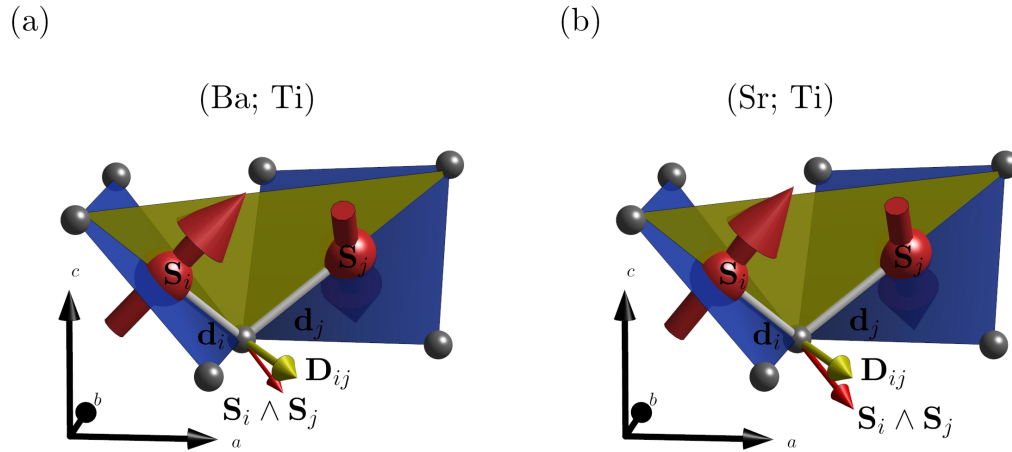 (a)
(Ba; Ti)
S_i
S_j
d_i
d_j
D_ij
S_i ∧ S_j
c
b
a
(b)
(Sr; Ti)
S_i
S_j
d_i
d_j
D_ij
S_i ∧ S_j
c
b
a